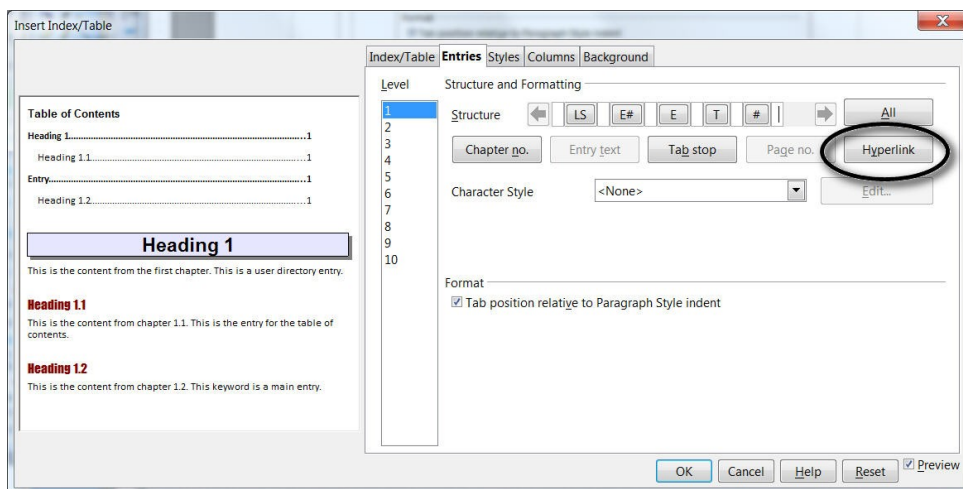 Insert Index/Table
Index/Table Entries Styles Columns Background
Table of Contents
Heading 1.....................................................................1
Heading 1.1...............................................................1
Entry............................................................................1
Heading 1.2...............................................................1
Heading 1
This is the content from the first chapter. This is a user directory entry.
Heading 1.1
This is the content from chapter 1.1. This is the entry for the table of
contents.
Heading 1.2
This is the content from chapter 1.2. This keyword is a main entry.
Level
1
2
3
4
5
6
7
8
9
10
Structure and Formatting
Structure LS E# E T # All
Chapter no. Entry text Tab stop Page no. Hyperlink
Character Style <None> Edit...
Format
Tab position relative to Paragraph Style indent
OK Cancel Help Reset Preview